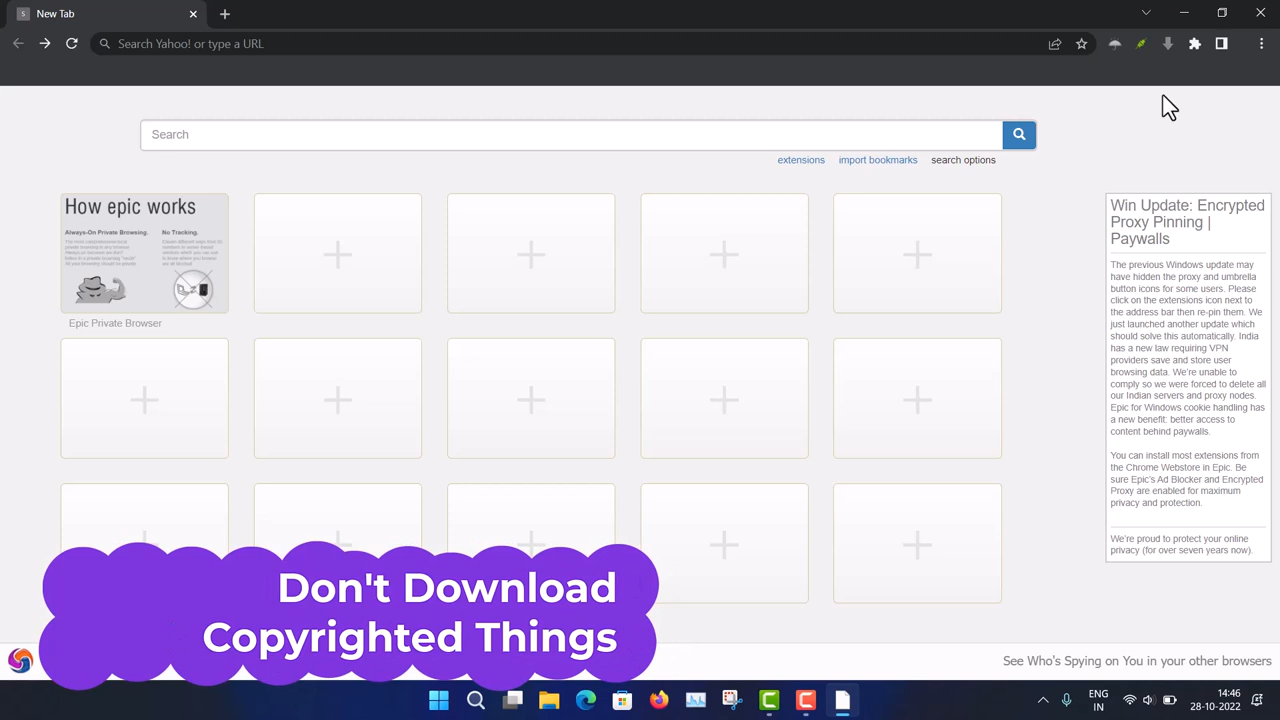 New Tab
Search Yahoo! or type a URL
Search
extensions import bookmarks search options
How epic works
Always-On Private Browsing.
No Tracking.
Epic Private Browser
Win Update: Encrypted
Proxy Pinning |
Paywalls
The previous Windows update may
have hidden the proxy and umbrella
button icons for some users. Please
click on the extensions icon next to
the address bar then re-pin them. We
just launched another update which
should solve this automatically. India
has a new law requiring VPN
providers save and store user
browsing data. We're unable to
comply so we were forced to delete all
our Indian servers and proxy nodes.
Epic for Windows cookie handling has
a new benefit: better access to
content behind paywalls.
You can install most extensions from
the Chrome Webstore in Epic. Be
sure Epic's Ad Blocker and Encrypted
Proxy are enabled for maximum
privacy and protection.
We're proud to protect your online
privacy (for over seven years now).
Don't Download
Copyrighted Things
See Who's Spying on You in your other browsers
ENG
IN
14:46
28-10-2022